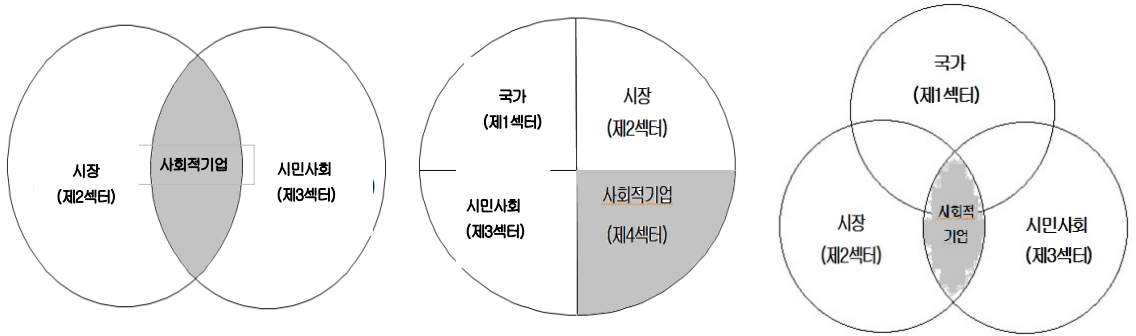 시장
(제2섹터)
사회적기업
시민사회
(제3섹터)
국가
(제1섹터)
시장
(제2섹터)
시민사회
(제3섹터)
사회적기업
(제4섹터)
국가
(제1섹터)
시장
(제2섹터)
사회적
기업
시민사회
(제3섹터)